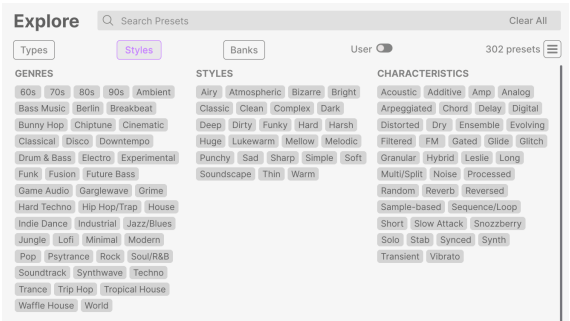 Explore
Search Presets
Clear All
Types
Styles
Banks
User
302 presets
GENRES
60s 70s 80s 90s Ambient
Bass Music Berlin Breakbeat
Bunny Hop Chiptune Cinematic
Classical Disco Downtempo
Drum & Bass Electro Experimental
Funk Fusion Future Bass
Game Audio Garglewave Grime
Hard Techno Hip Hop/Trap House
Indie Dance Industrial Jazz/Blues
Jungle Lofi Minimal Modern
Pop Psytrance Rock Soul/R&B
Soundtrack Synthwave Techno
Trance Trip Hop Tropical House
Waffle House World
STYLES
Airy Atmospheric Bizarre Bright
Classic Clean Complex Dark
Deep Dirty Funky Hard Harsh
Huge Lukewarm Mellow Melodic
Punchy Sad Sharp Simple Soft
Soundscape Thin Warm
CHARACTERISTICS
Acoustic Additive Amp Analog
Arpeggiated Chord Delay Digital
Distorted Dry Ensemble Evolving
Filtered FM Gated Glide Glitch
Granular Hybrid Leslie Long
Multi/Split Noise Processed
Random Reverb Reversed
Sample-based Sequence/Loop
Short Slow Attack Snozzberry
Solo Stab Synced Synth
Transient Vibrato